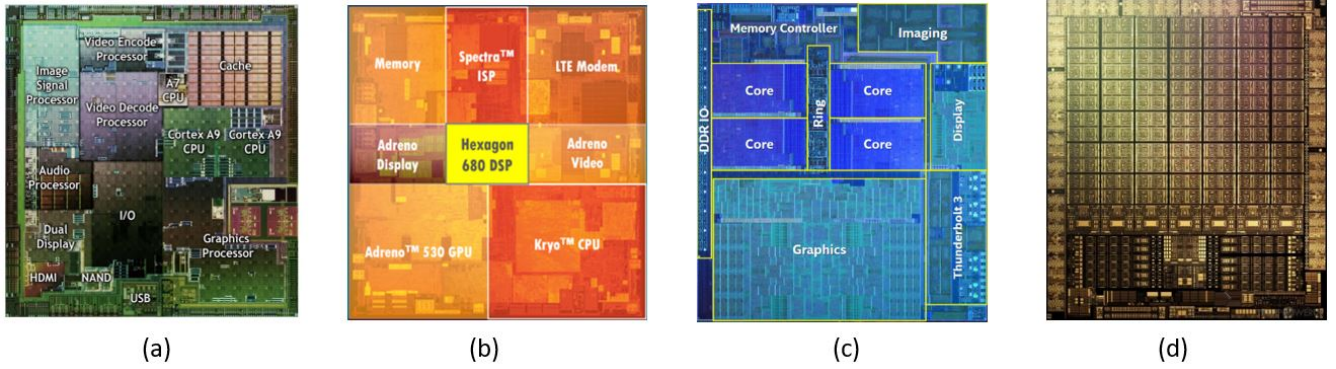 Video Encode
Processor
Cache
Image
Signal
Processor
A7
CPU
Video Decode
Processor
Cortex A9
CPU
Cortex A9
CPU
Audio
Processor
I/O
Dual
Display
Graphics
Processor
HDMI
NAND
USB
(a)
Memory
Spectra™
ISP
LTE Modem
Adreno
Display
Hexagon
680 DSP
Adreno
Video
Adreno™ 530 GPU
Kryo™ CPU
(b)
Memory Controller
Imaging
DDR IO
Core
Core
Ring
Core
Core
Display
Graphics
Thunderbolt 3
(c)
(d)